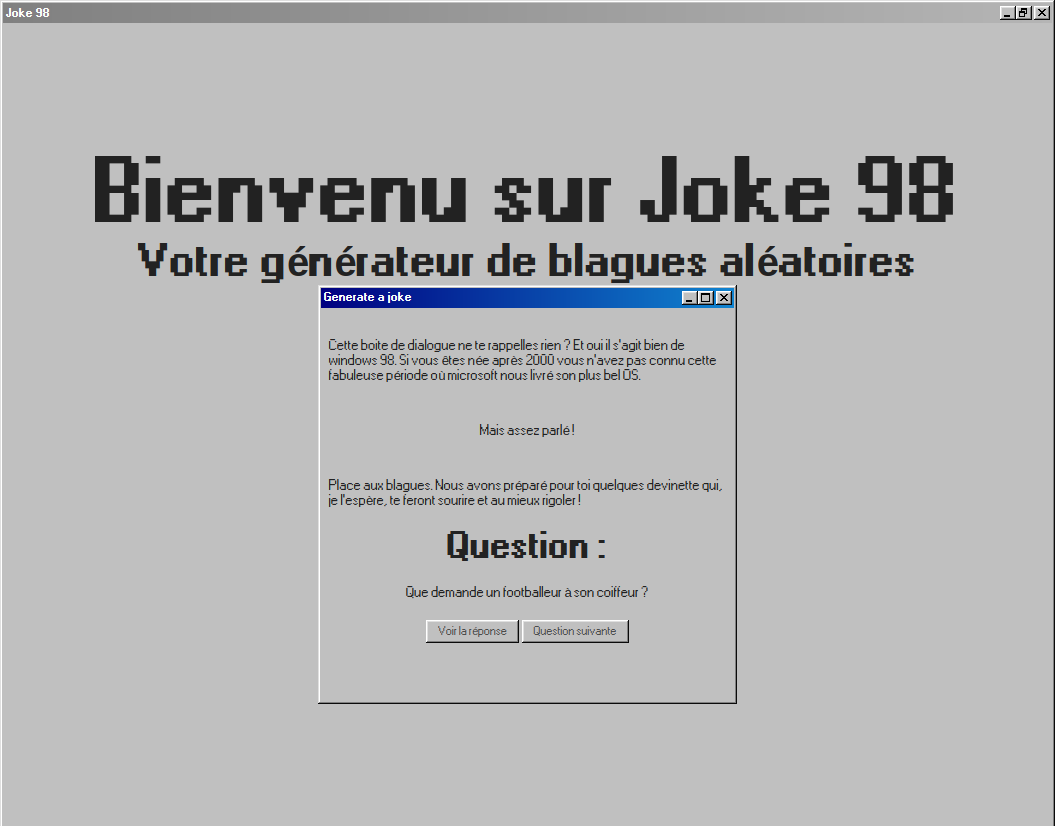 Joke 98
Bienvenu sur Joke 98
Votre générateur de blagues aléatoires
Generate a joke
Cette boite de dialogue ne te rappelles rien ? Et oui il s'agit bien de
windows 98. Si vous êtes née après 2000 vous n'avez pas connu cette
fabuleuse période où microsoft nous livré son plus bel OS.
Mais assez parlé !
Place aux blagues. Nous avons préparé pour toi quelques devinette qui,
je l'espère, te feront sourire et au mieux rigoler !
Question :
Que demande un footballeur à son coiffeur ?
Voir la réponse
Question suivante